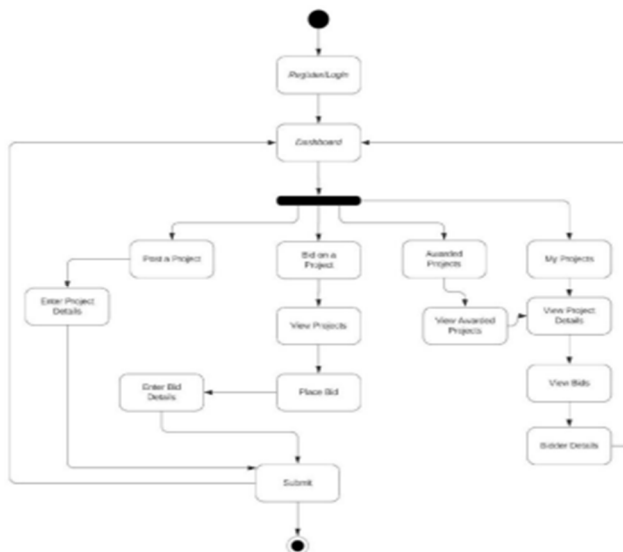 Register/Login
Dashboard
Post a Project
Bid on a
Project
Awarded
Projects
My Projects
Enter Project
Details
View Projects
View Awarded
Projects
View Project
Details
Enter Bid
Details
Place Bid
View Bids
Bidder Details
Submit